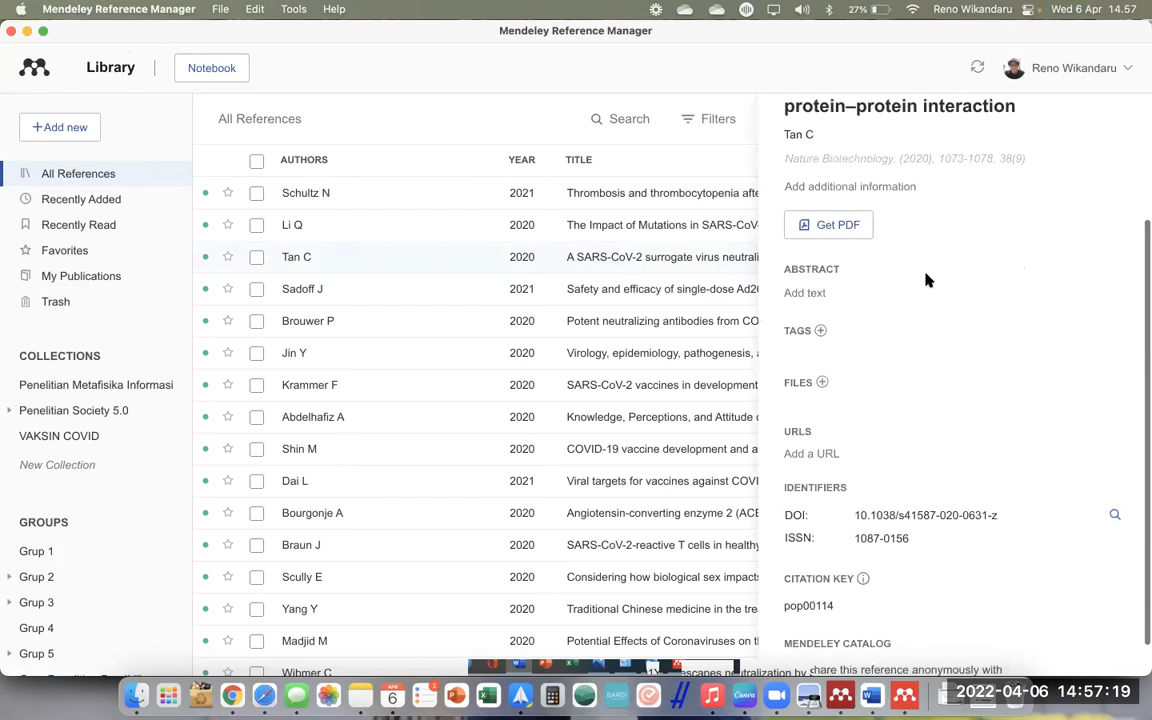 Mendeley Reference Manager File Edit Tools Help 27% Reno Wikandaru Wed 6 Apr 14.57
Mendeley Reference Manager
Library Notebook Reno Wikandaru
+Add new
All References
Recently Added
Recently Read
Favorites
My Publications
Trash
COLLECTIONS
Penelitian Metafisika Informasi
Penelitian Society 5.0
VAKSIN COVID
New Collection
GROUPS
Grup 1
Grup 2
Grup 3
Grup 4
Grup 5
All References Search Filters
AUTHORS YEAR TITLE
Schultz N 2021 Thrombosis and thrombocytopenia afte
Li Q 2020 The Impact of Mutations in SARS-CoV-
Tan C 2020 A SARS-CoV-2 surrogate virus neutrali
Sadoff J 2021 Safety and efficacy of single-dose Ad26
Brouwer P 2020 Potent neutralizing antibodies from CO
Jin Y 2020 Virology, epidemiology, pathogenesis,
Krammer F 2020 SARS-CoV-2 vaccines in development
Abdelhafiz A 2020 Knowledge, Perceptions, and Attitude
Shin M 2020 COVID-19 vaccine development and a
Dai L 2021 Viral targets for vaccines against COVI
Bourgonje A 2020 Angiotensin-converting enzyme 2 (ACE
Braun J 2020 SARS-CoV-2-reactive T cells in healthy
Scully E 2020 Considering how biological sex impacts
Yang Y 2020 Traditional Chinese medicine in the tre
Madjid M 2020 Potential Effects of Coronaviruses on t
Wibmer C escapes neutralization by
protein–protein interaction
Tan C
Nature Biotechnology, (2020), 1073-1078, 38(9)
Add additional information
Get PDF
ABSTRACT
Add text
TAGS
FILES
URLS
Add a URL
IDENTIFIERS
DOI: 10.1038/s41587-020-0631-z
ISSN: 1087-0156
CITATION KEY
pop00114
MENDELEY CATALOG
share this reference anonymously with
2022-04-06 14:57:19